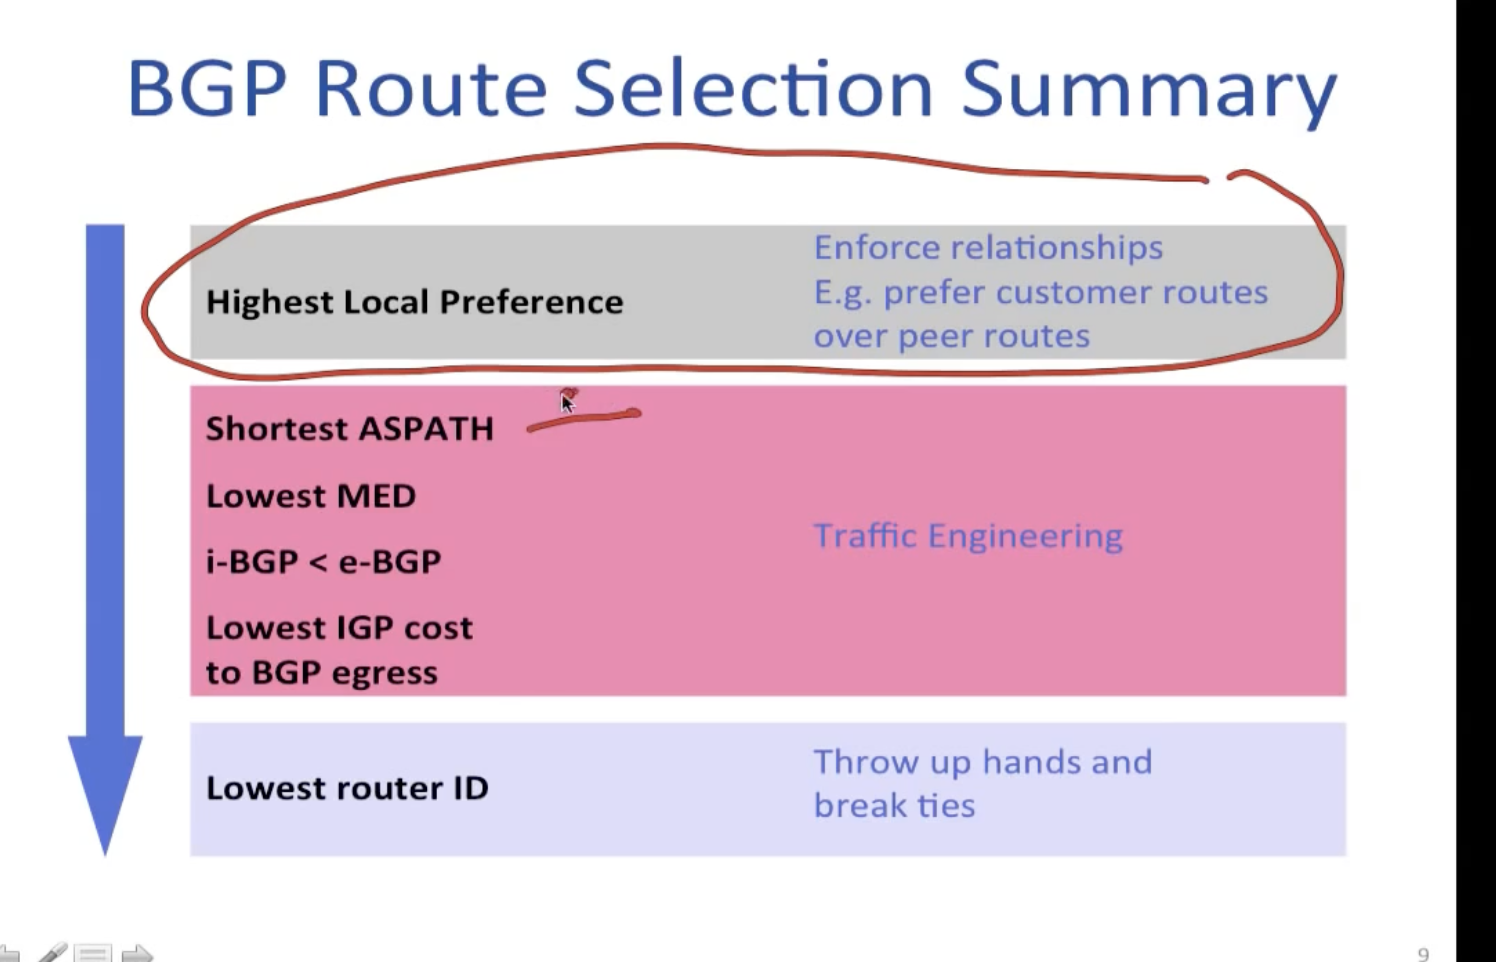 BGP Route Selection Summary
Highest Local Preference
Enforce relationships
E.g. prefer customer routes
over peer routes
Shortest ASPATH
Lowest MED
i-BGP < e-BGP
Lowest IGP cost
to BGP egress
Traffic Engineering
Lowest router ID
Throw up hands and
break ties
9